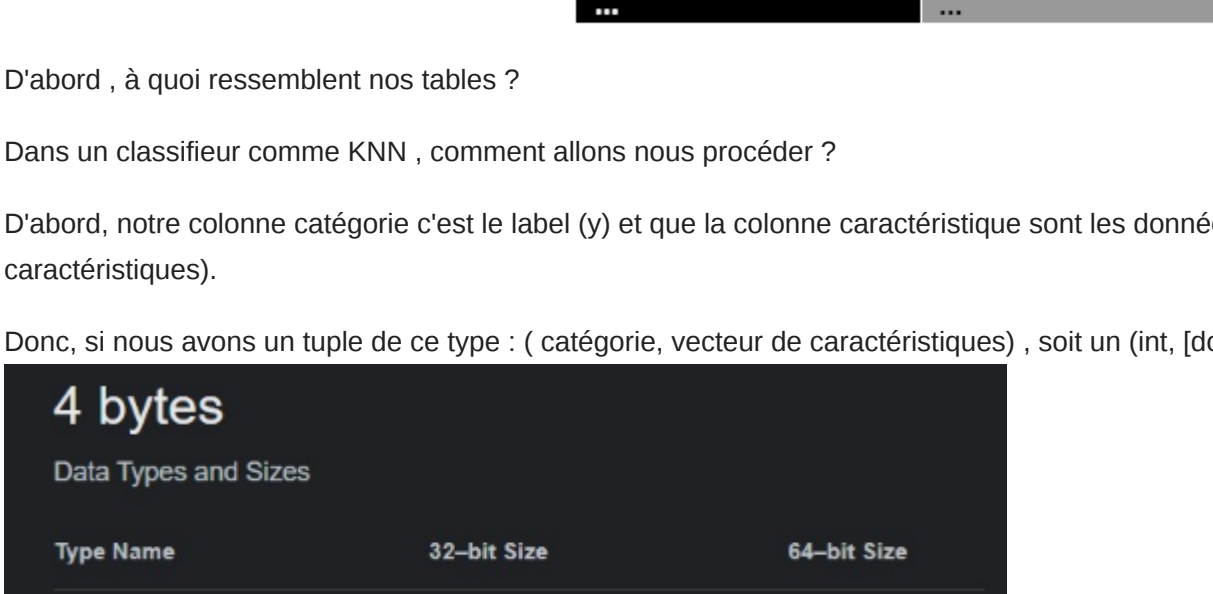 ... ...
D'abord , à quoi ressemblent nos tables ?
Dans un classifieur comme KNN , comment allons nous procéder ?
D'abord, notre colonne catégorie c'est le label (y) et que la colonne caractéristique sont les donné
caractéristiques).
Donc, si nous avons un tuple de ce type : ( catégorie, vecteur de caractéristiques) , soit un (int, [do
4 bytes
Data Types and Sizes
Type Name 32–bit Size 64–bit Size